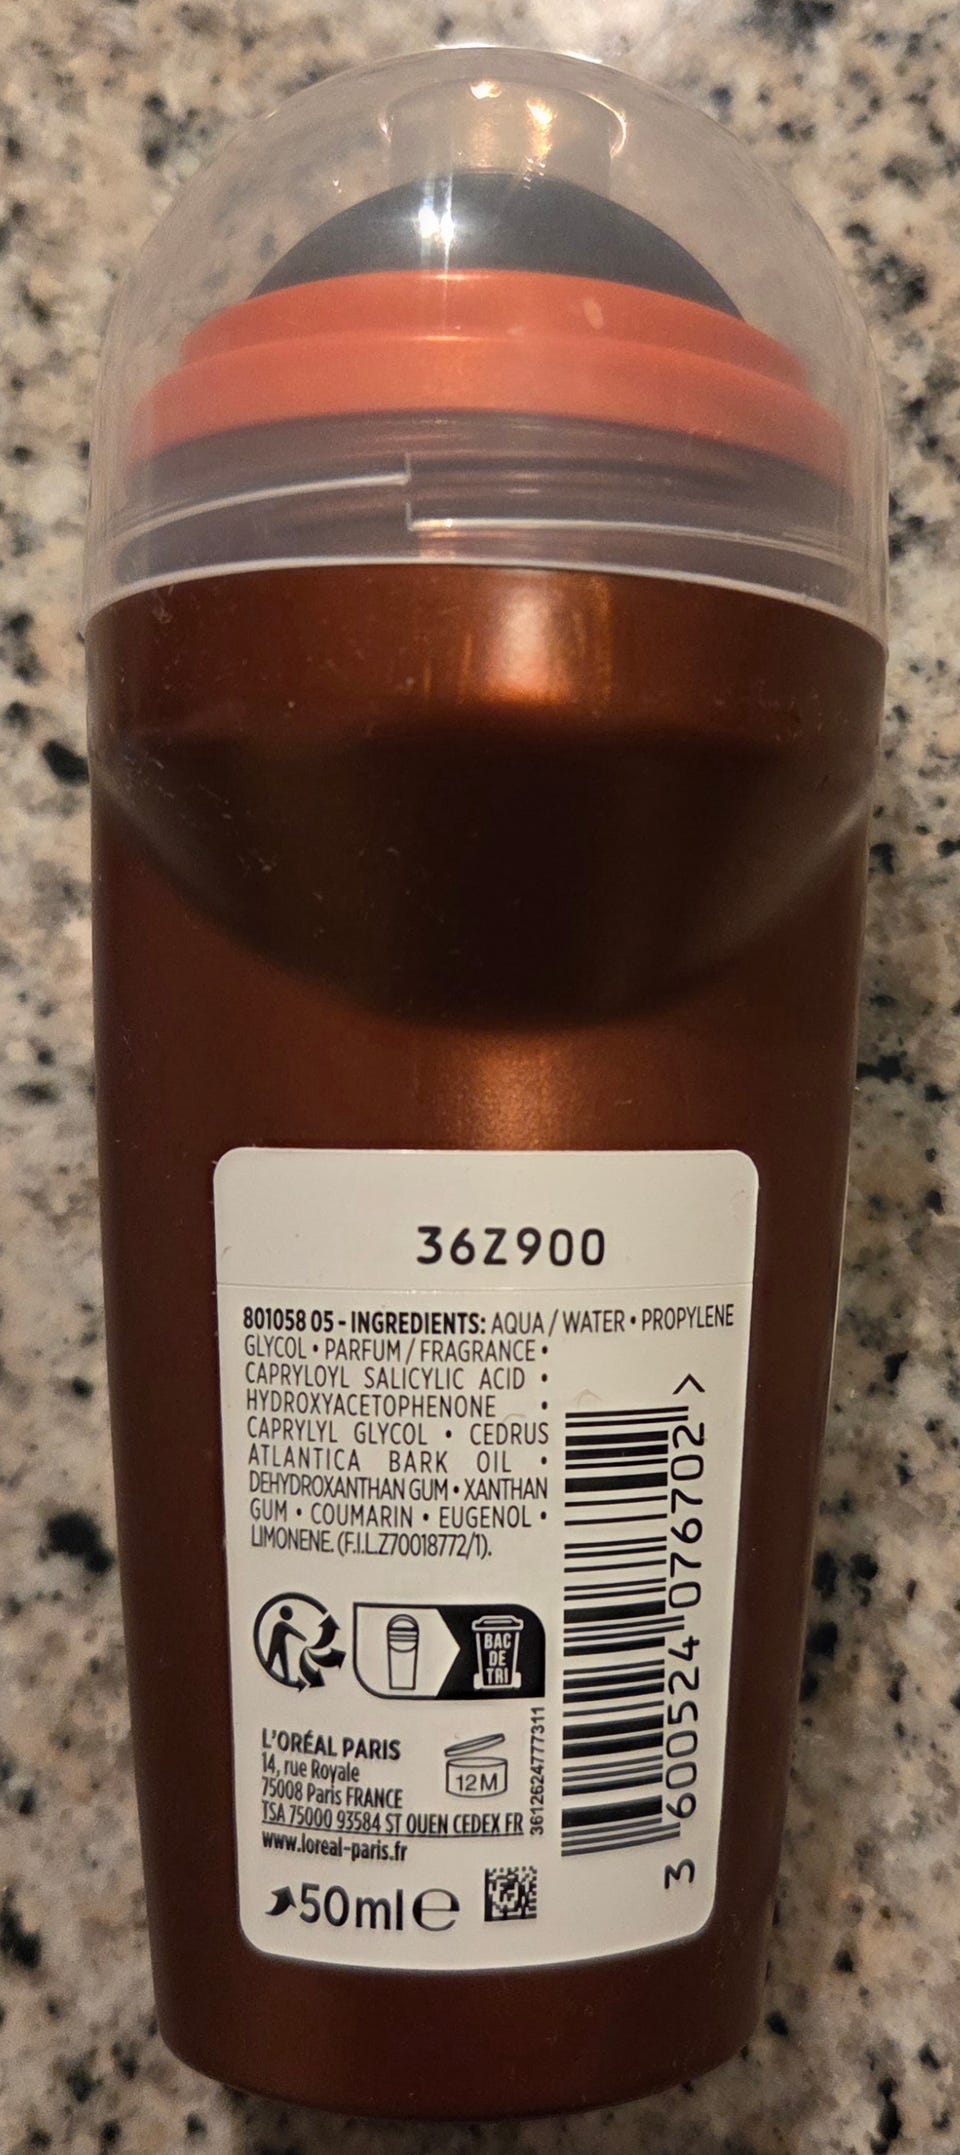 36Z900
801058 05 - INGREDIENTS: AQUA / WATER • PROPYLENE
GLYCOL • PARFUM / FRAGRANCE •
CAPRYLOYL SALICYLIC ACID •
HYDROXYACETOPHENONE •
CAPRYLYL GLYCOL • CEDRUS
ATLANTICA BARK OIL •
DEHYDROXANTHAN GUM • XANTHAN
GUM • COUMARIN • EUGENOL •
LIMONENE. (F.I.L.Z70018772/1).
BAC
DE
TRI
L'ORÉAL PARIS
14, rue Royale
75008 Paris FRANCE
TSA 75000 93584 ST OUEN CEDEX FR
www.loreal-paris.fr
12M
50ml e
3612624777311
3 600524 076702 >